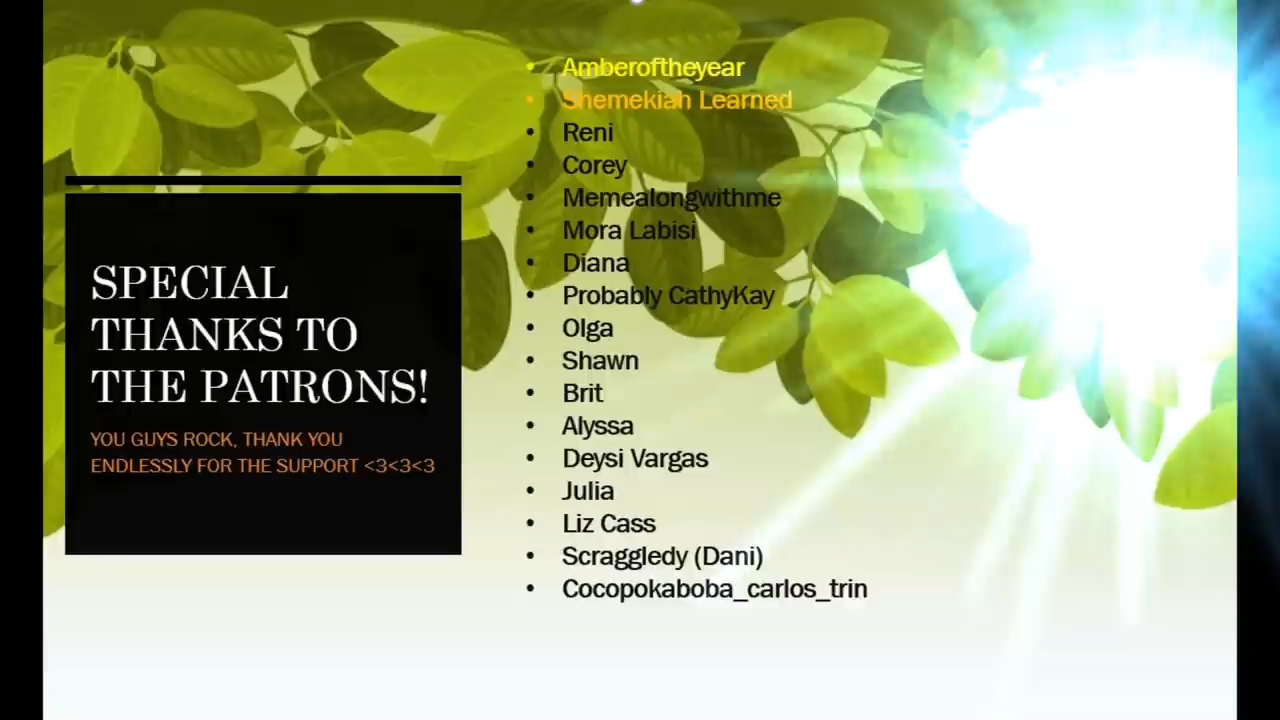 SPECIAL
THANKS TO
THE PATRONS!
YOU GUYS ROCK, THANK YOU
ENDLESSLY FOR THE SUPPORT <3<3<3
• Amberoftheyear
• Shemekiah Learned
• Reni
• Corey
• Memealongwithme
• Mora Labisi
• Diana
• Probably CathyKay
• Olga
• Shawn
• Brit
• Alyssa
• Deysi Vargas
• Julia
• Liz Cass
• Scraggledy (Dani)
• Cocopokaboba_carlos_trin